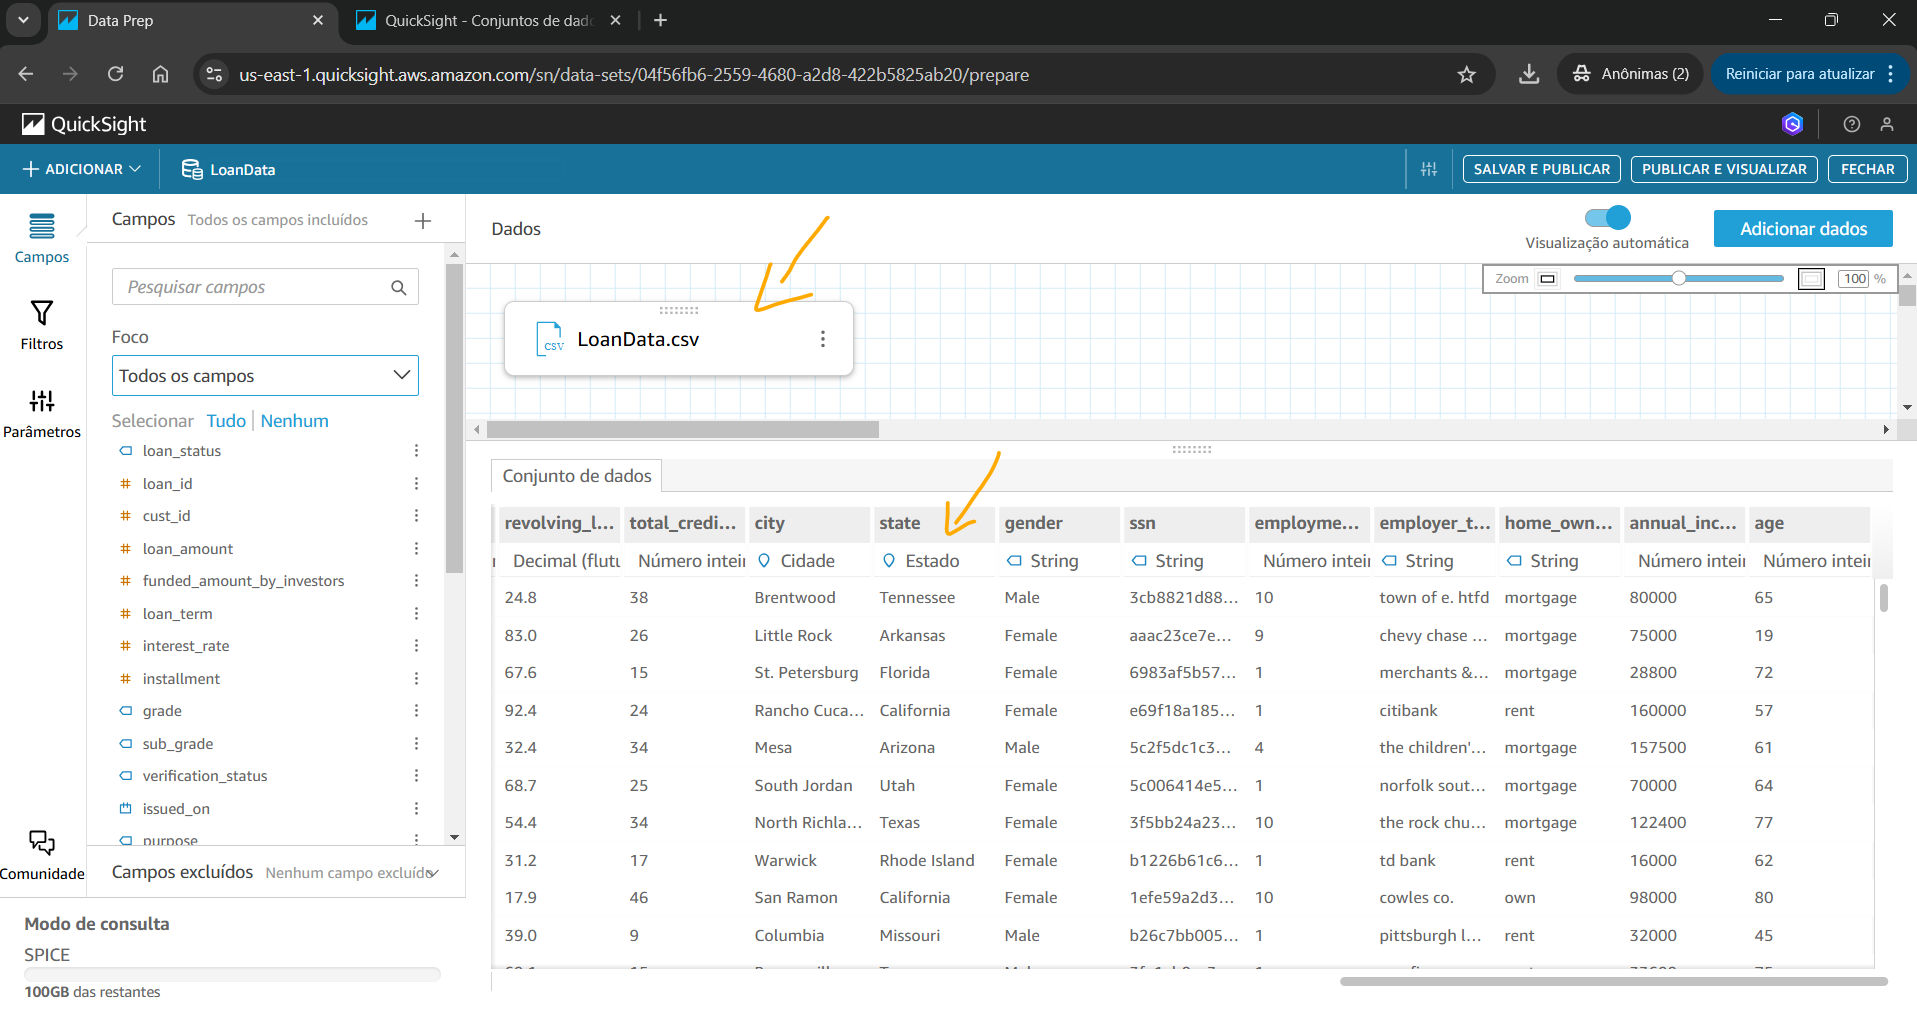 Data Prep
QuickSight - Conjuntos de dad
us-east-1.quicksight.aws.amazon.com/sn/data-sets/04f56fb6-2559-4680-a2d8-422b5825ab20/prepare
Anônimas (2)
Reiniciar para atualizar
QuickSight
ADICIONAR
LoanData
SALVAR E PUBLICAR
PUBLICAR E VISUALIZAR
FECHAR
Campos
Filtros
Parâmetros
Comunidade
Campos Todos os campos incluídos
Pesquisar campos
Foco
Todos os campos
Selecionar Tudo Nenhum
loan_status
loan_id
cust_id
loan_amount
funded_amount_by_investors
loan_term
interest_rate
installment
grade
sub_grade
verification_status
issued_on
purpose
Campos excluídos Nenhum campo excluído
Modo de consulta
SPICE
100GB das restantes
Dados
Visualização automática
Adicionar dados
Zoom 100 %
CSV LoanData.csv
Conjunto de dados
revolving_l... total_credi... city state gender ssn employme... employer_t... home_own... annual_inc... age
Decimal (flutu Número inteir Cidade Estado String String Número inteir String String Número inteir Número inteir
24.8 38 Brentwood Tennessee Male 3cb8821d88... 10 town of e. htfd mortgage 80000 65
83.0 26 Little Rock Arkansas Female aaac23ce7e... 9 chevy chase ... mortgage 75000 19
67.6 15 St. Petersburg Florida Female 6983af5b57... 1 merchants &... mortgage 28800 72
92.4 24 Rancho Cuca... California Female e69f18a185... 1 citibank rent 160000 57
32.4 34 Mesa Arizona Male 5c2f5dc1c3... 4 the children'... mortgage 157500 61
68.7 25 South Jordan Utah Female 5c006414e5... 1 norfolk sout... mortgage 70000 64
54.4 34 North Richla... Texas Female 3f5bb24a23... 10 the rock chu... mortgage 122400 77
31.2 17 Warwick Rhode Island Female b1226b61c6... 1 td bank rent 16000 62
17.9 46 San Ramon California Female 1efe59a2d3... 10 cowles co. own 98000 80
39.0 9 Columbia Missouri Male b26c7bb005... 1 pittsburgh l... rent 32000 45